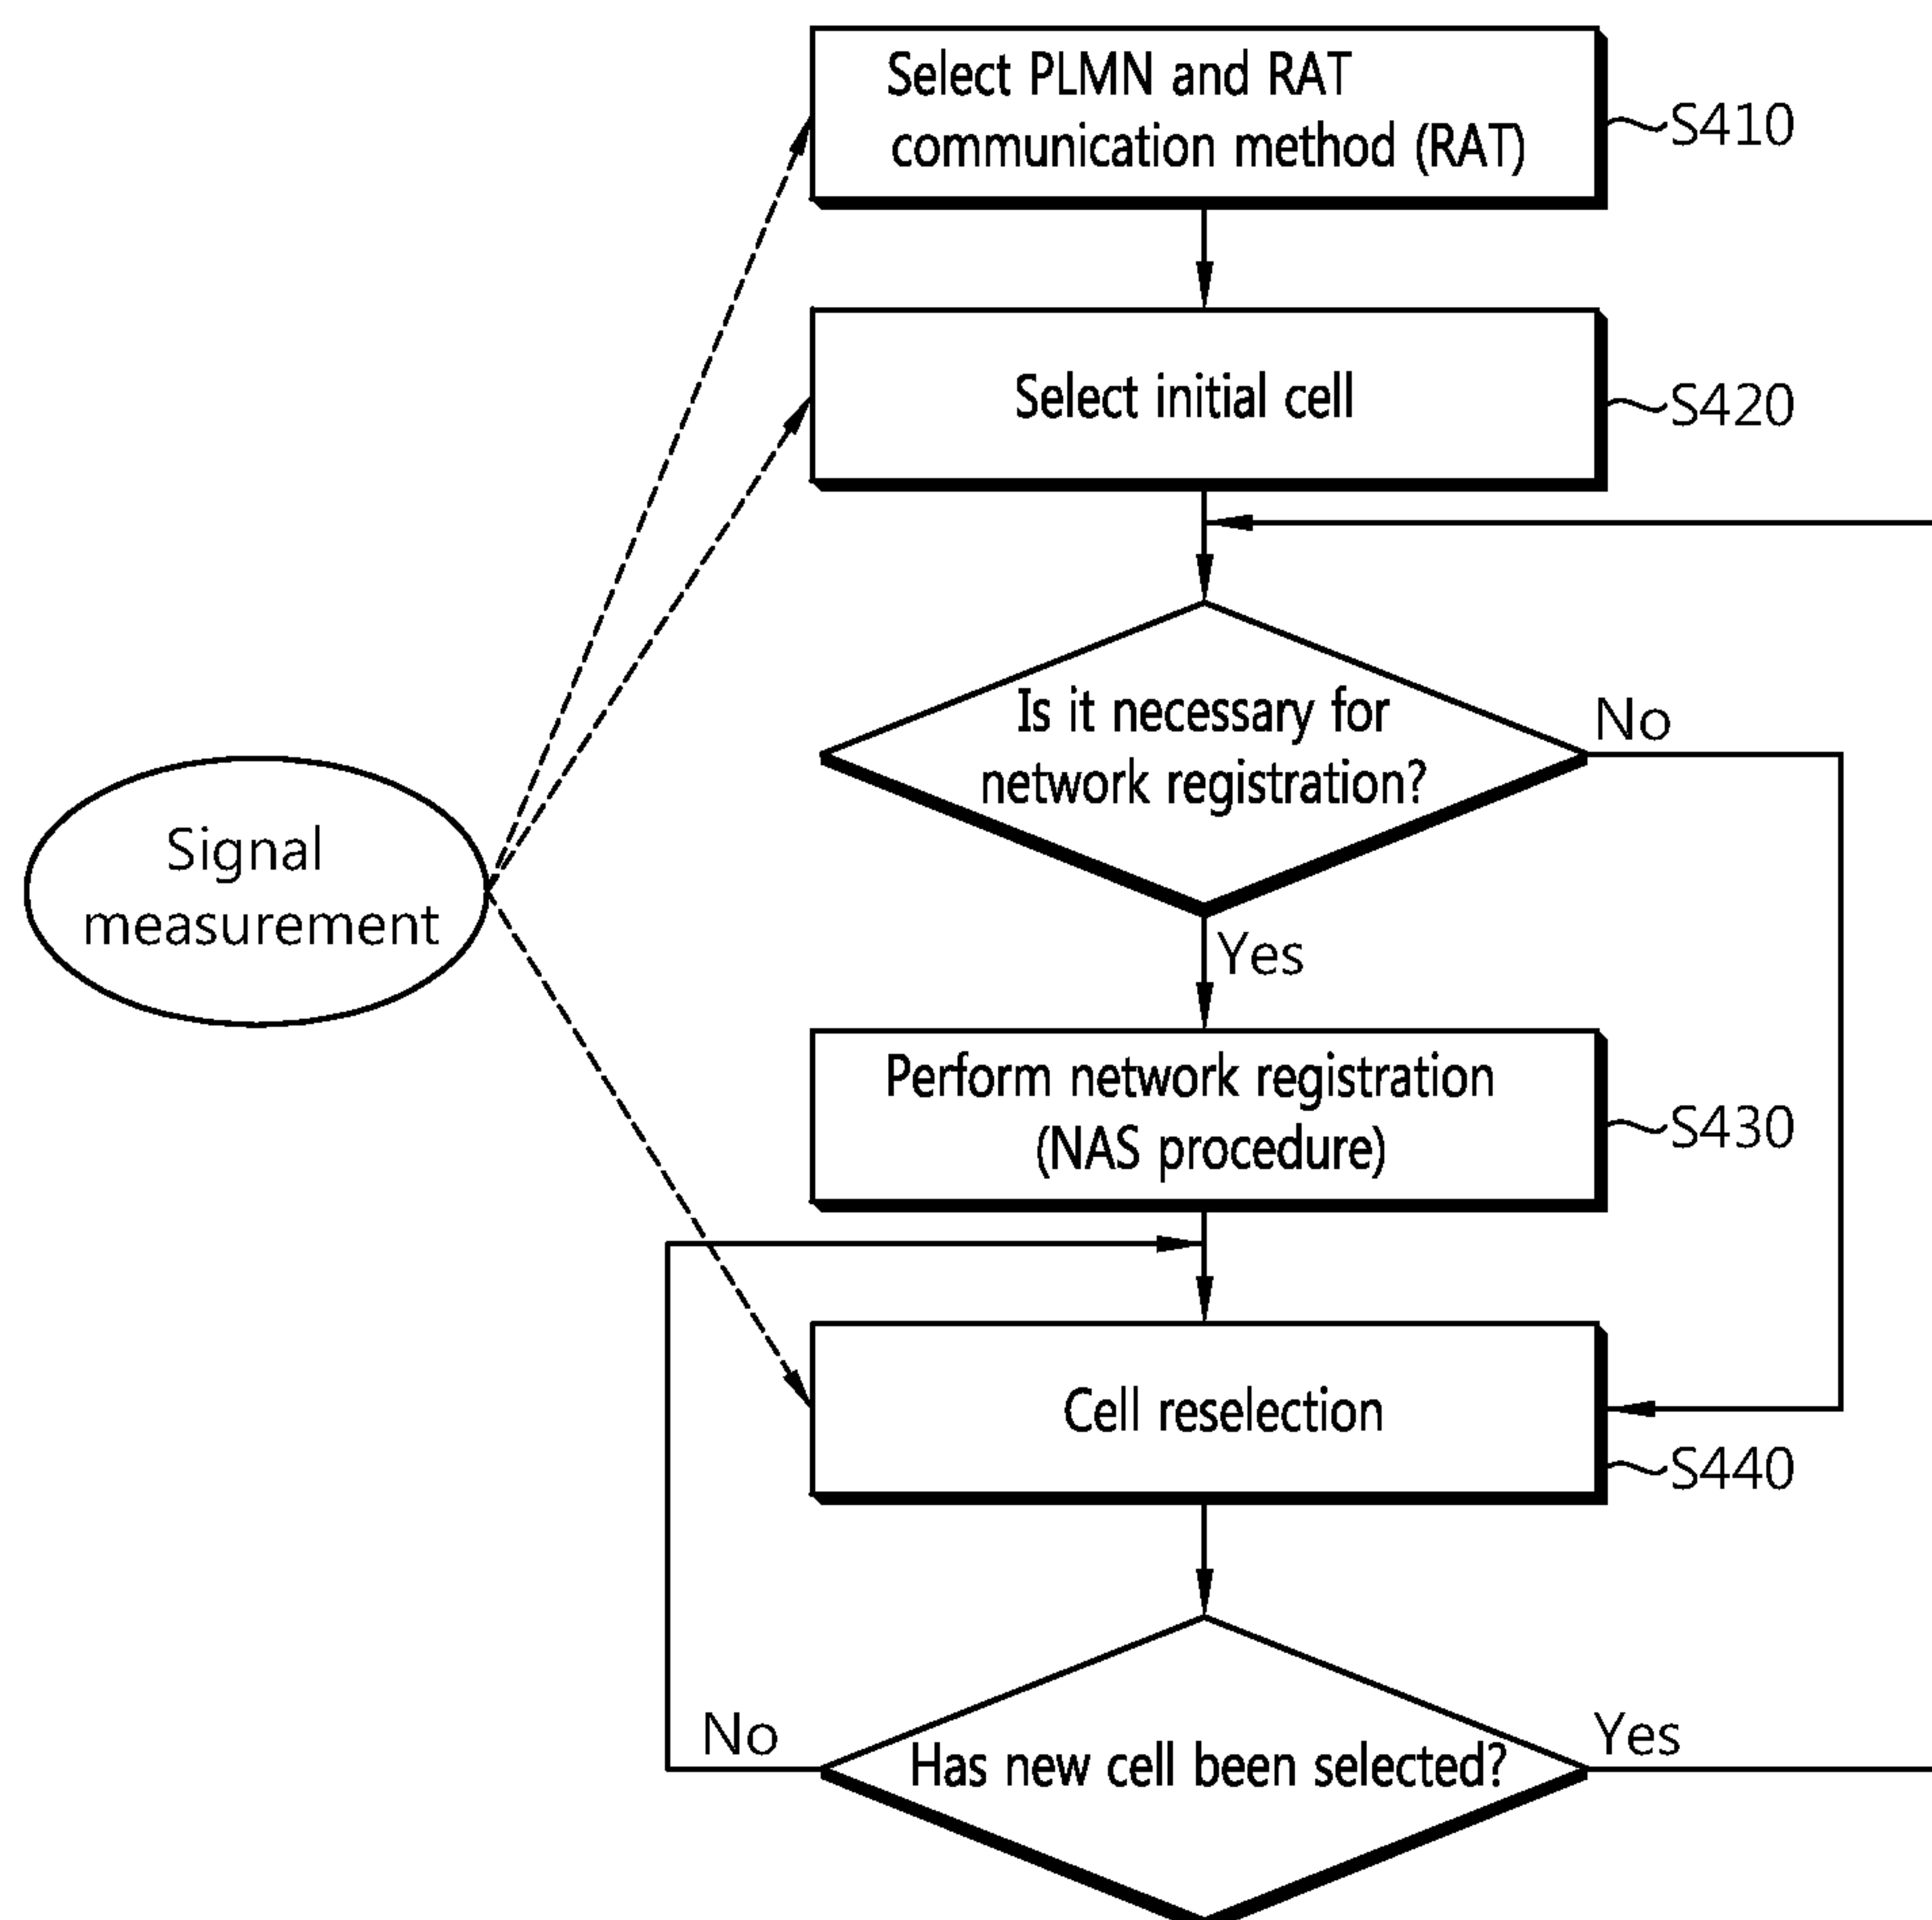 Select PLMN and RAT
communication method (RAT)
S410
Select initial cell
S420
Is it necessary for
network registration?
No
Signal
measurement
Yes
Perform network registration
(NAS procedure)
S430
Cell reselection
S440
No
Has new cell been selected?
Yes